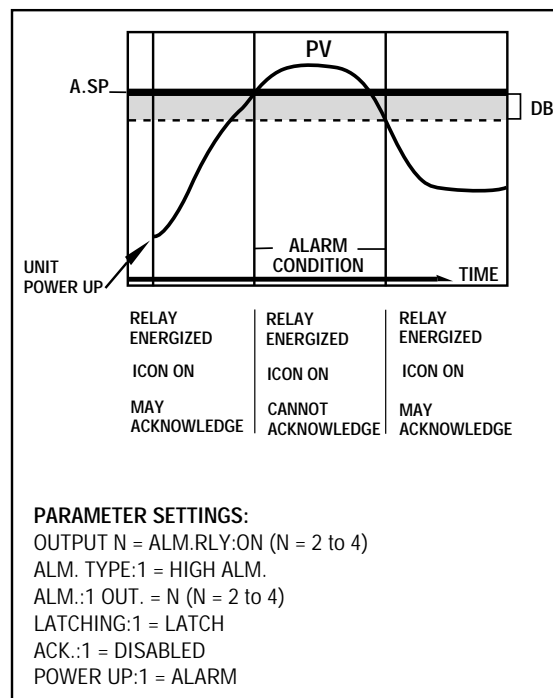 PV
A.SP
DB
ALARM
CONDITION
UNIT
POWER UP
TIME
RELAY
ENERGIZED
ICON ON
MAY
ACKNOWLEDGE
RELAY
ENERGIZED
ICON ON
CANNOT
ACKNOWLEDGE
RELAY
ENERGIZED
ICON ON
MAY
ACKNOWLEDGE
PARAMETER SETTINGS:
OUTPUT N = ALM.RLY:ON (N = 2 to 4)
ALM. TYPE:1 = HIGH ALM.
ALM.:1 OUT. = N (N = 2 to 4)
LATCHING:1 = LATCH
ACK.:1 = DISABLED
POWER UP:1 = ALARM